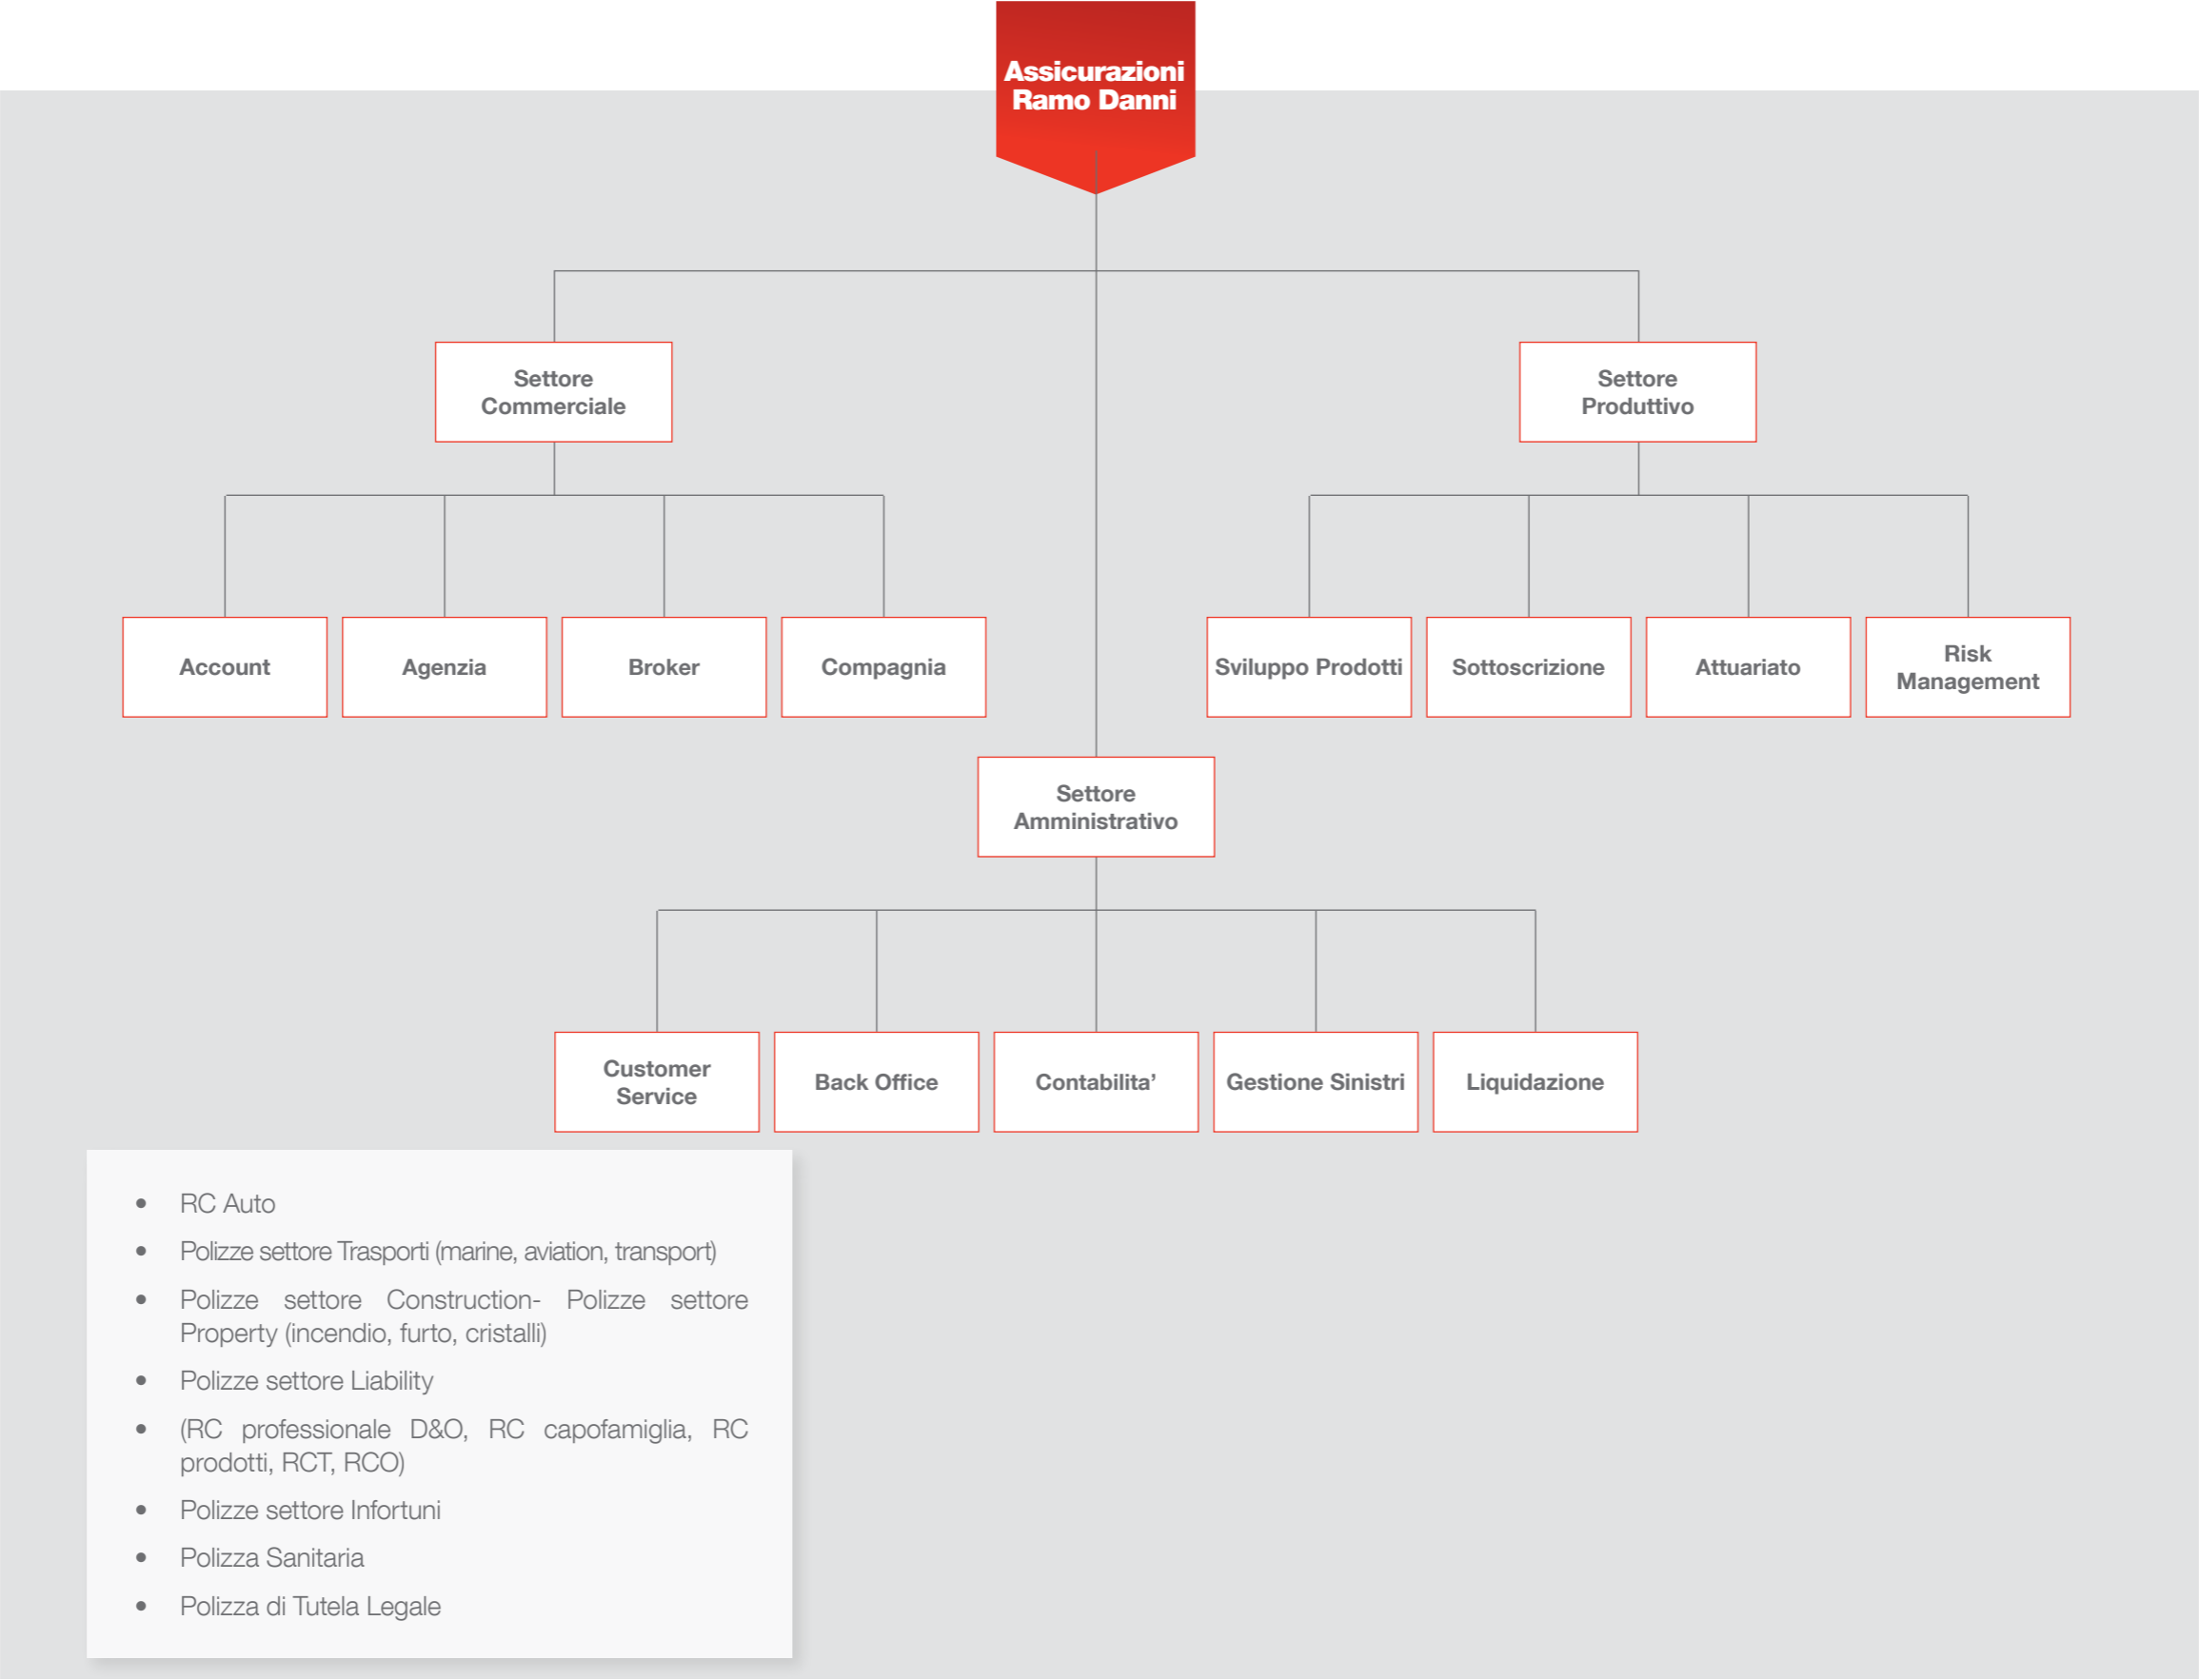 Assicurazioni
Ramo Danni
Settore
Commerciale
Settore
Produttivo
Account
Agenzia
Broker
Compagnia
Sviluppo Prodotti
Sottoscrizione
Attuariato
Risk
Management
Settore
Amministrativo
Customer
Service
Back Office
Contabilita’
Gestione Sinistri
Liquidazione
• RC Auto
• Polizze settore Trasporti (marine, aviation, transport)
• Polizze settore Construction- Polizze settore
Property (incendio, furto, cristalli)
• Polizze settore Liability
• (RC professionale D&O, RC capofamiglia, RC
prodotti, RCT, RCO)
• Polizze settore Infortuni
• Polizza Sanitaria
• Polizza di Tutela Legale